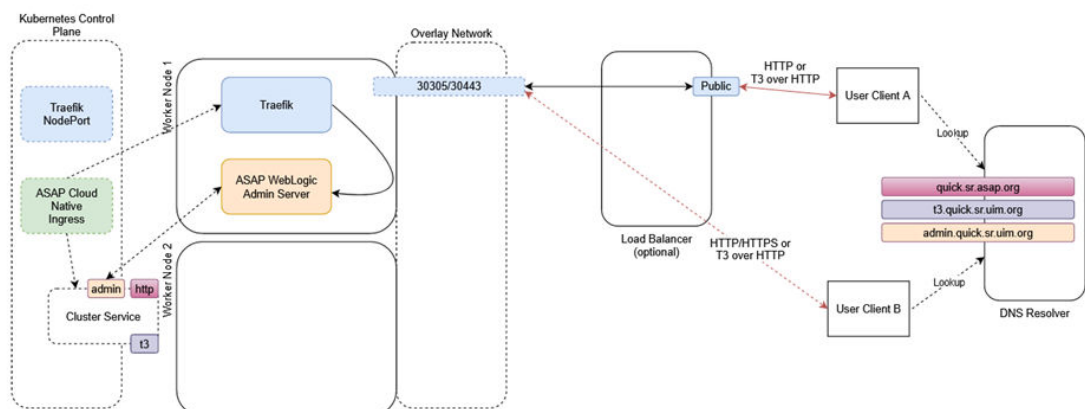 Kubernetes Control
Plane
Overlay Network
Worker Node 1
Traefik
NodePort
Traefik
30305/30443
Public
HTTP or
T3 over HTTP
User Client A
Lookup
ASAP Cloud
Native
Ingress
ASAP WebLogic
Admin Server
quick.sr.asap.org
t3.quick.sr.uim.org
admin.quick.sr.uim.org
Load Balancer
(optional)
HTTP/HTTPS or
T3 over HTTP
Worker Node 2
admin
http
Cluster Service
t3
User Client B
Lookup
DNS Resolver